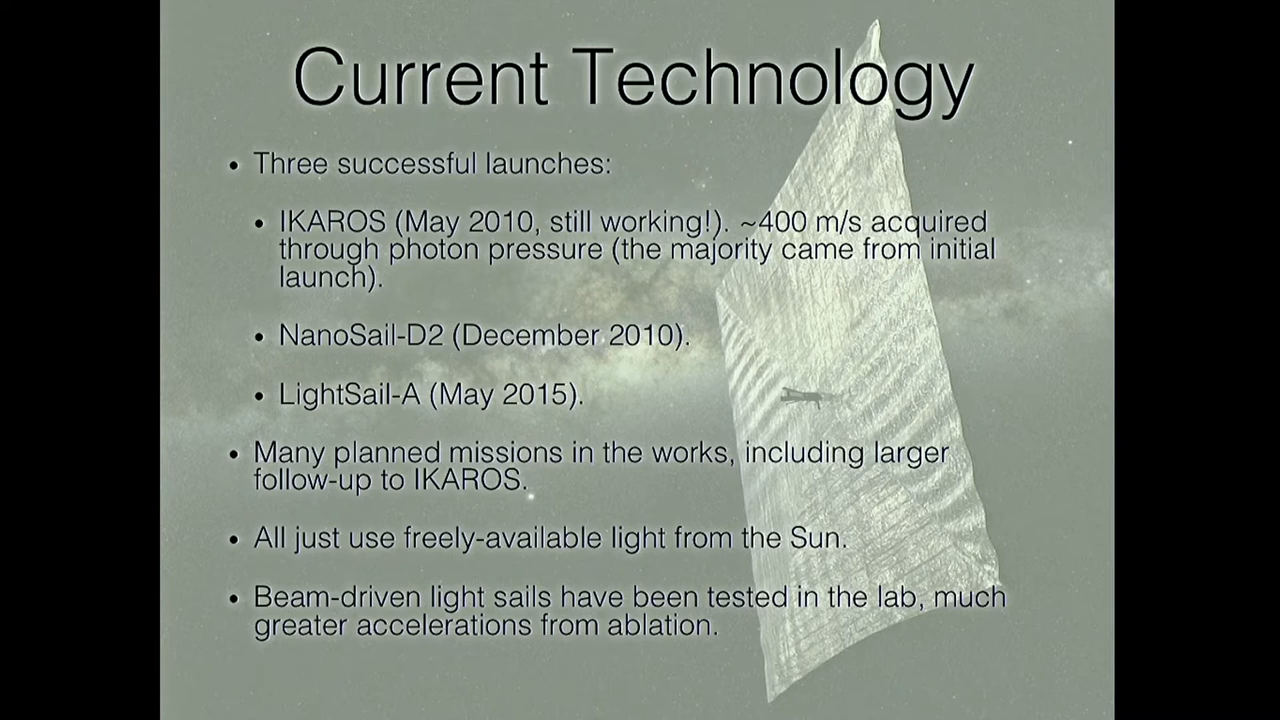 Current Technology
• Three successful launches:
• IKAROS (May 2010, still working!). ~400 m/s acquired
through photon pressure (the majority came from initial
launch).
• NanoSail-D2 (December 2010).
• LightSail-A (May 2015).
• Many planned missions in the works, including larger
follow-up to IKAROS.
• All just use freely-available light from the Sun.
• Beam-driven light sails have been tested in the lab, much
greater accelerations from ablation.